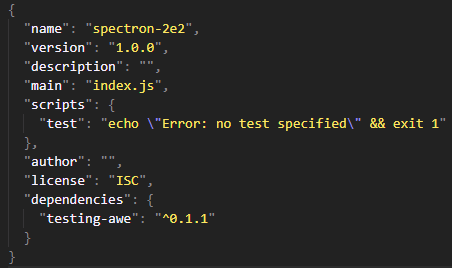 {
"name": "spectron-2e2",
"version": "1.0.0",
"description": "",
"main": "index.js",
"scripts": {
"test": "echo \"Error: no test specified\" && exit 1"
},
"author": "",
"license": "ISC",
"dependencies": {
"testing-awe": "^0.1.1"
}
}